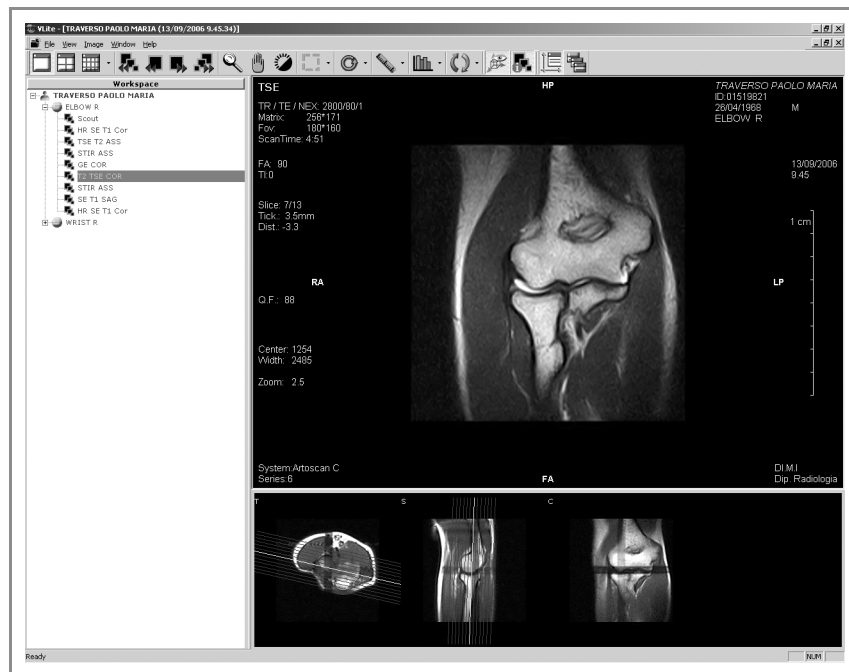 VLite - [TRAVERSO PAOLO MARIA (13/09/2006 9.45.34)]
File View Image Window Help
Workspace
TRAVERSO PAOLO MARIA
ELBOW R
Scout
HR SE T1 Cor
TSE T2 ASS
STIR ASS
GE COR
T2 TSE COR
STIR ASS
SE T1 SAG
HR SE T1 Cor
WRIST R
TSE
TR / TE / NEX: 2800/80/1
Matrix: 256*171
Fov: 180*160
ScanTime: 4:51
FA: 90
TI:0
Slice: 7/13
Tick.: 3.5mm
Dist.: -3.3
Q.F.: 88
Center: 1254
Width: 2485
Zoom: 2.5
System:Artoscan C
Series:6
HP
RA
LP
FA
TRAVERSO PAOLO MARIA
ID:01519821
26/04/1968 M
ELBOW R
13/09/2006
9.45
1 cm
DI.M.I
Dip. Radiologia
T S C
Ready NUM